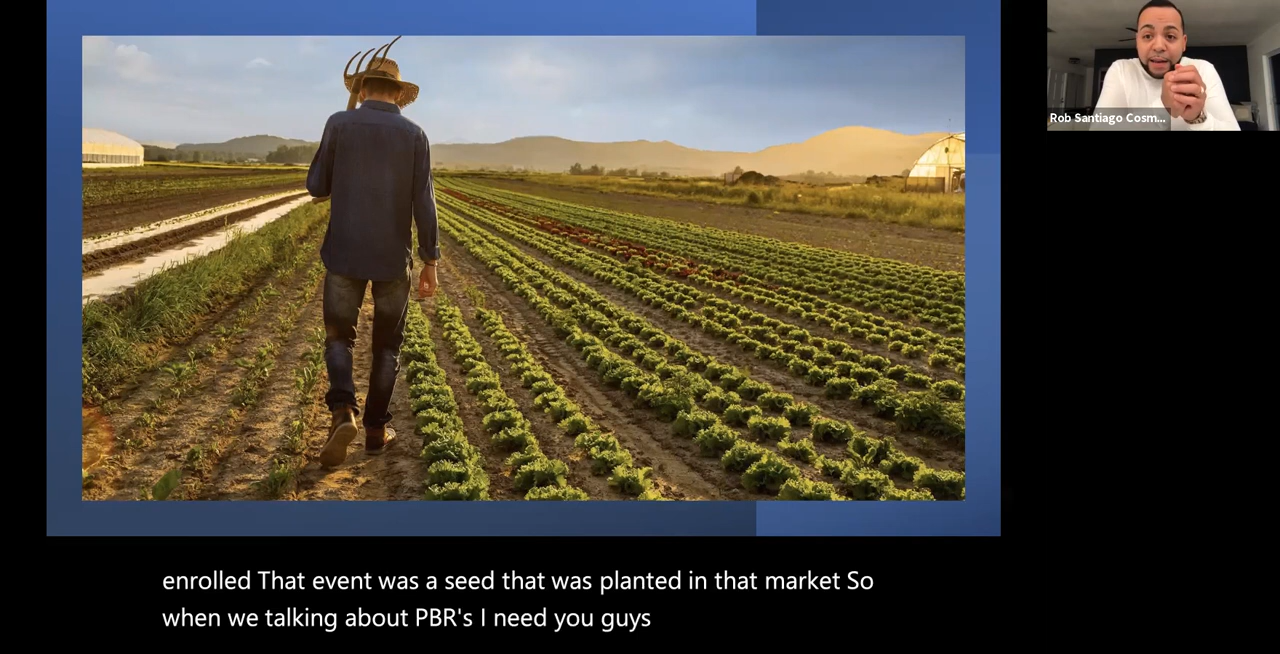 Rob Santiago Cosm...
enrolled That event was a seed that was planted in that market So
when we talking about PBR's I need you guys